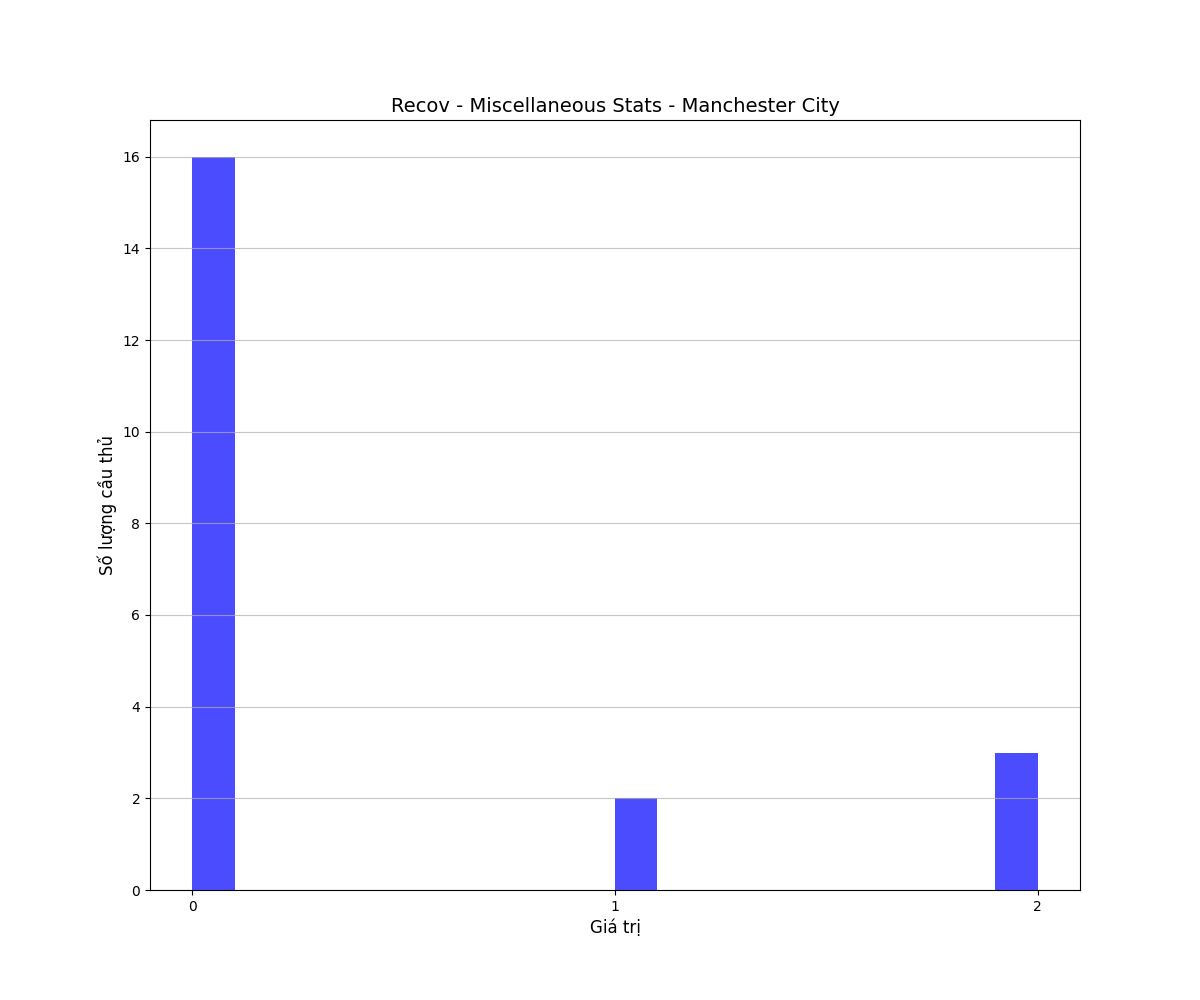 Recov - Miscellaneous Stats - Manchester City
16
14
12
10
8
6
4
2
0
Số lượng cầu thủ
0 1 2
Giá trị